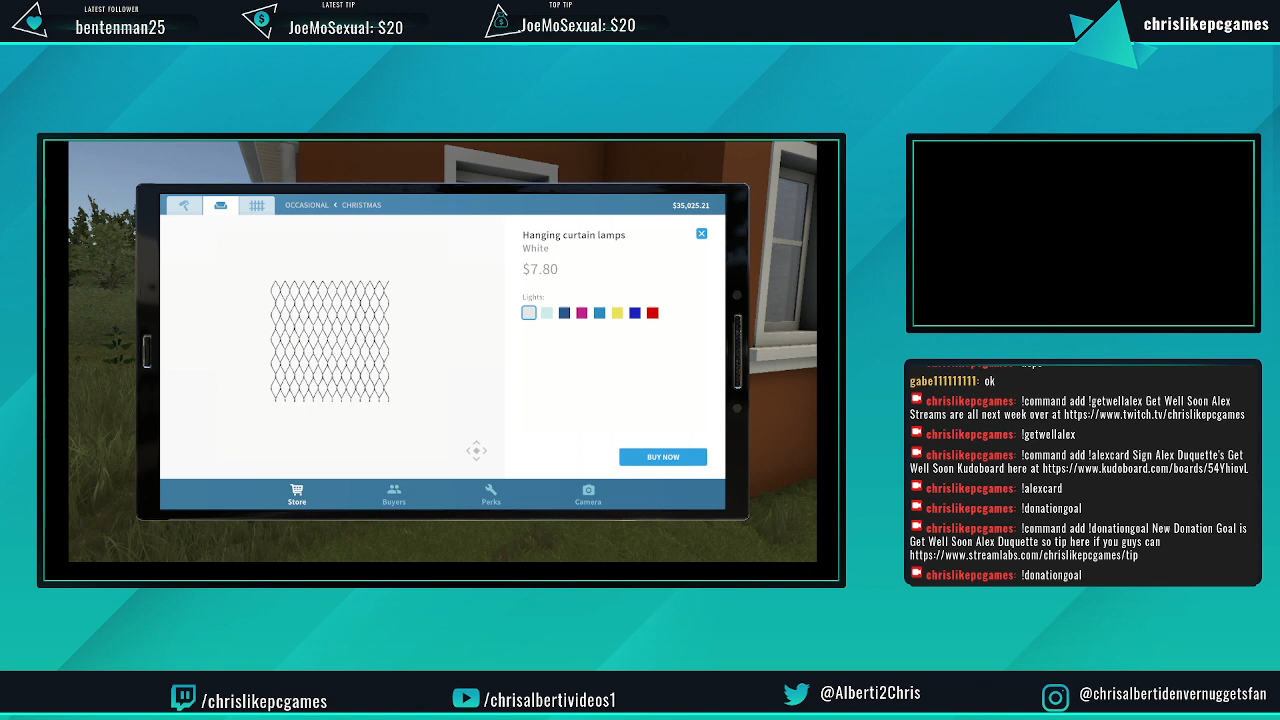 LATEST FOLLOWER
bentenman25
LATEST TIP
JoeMoSexual: $20
TOP TIP
JoeMoSexual: $20
chrislikepcgames
OCCASIONAL < CHRISTMAS
$35,025.21
Hanging curtain lamps
White
$7.80
Lights:
BUY NOW
Store
Buyers
Perks
Camera
gabe111111111: ok
chrislikepcgames: !command add !getwellalex Get Well Soon Alex
Streams are all next week over at https://www.twitch.tv/chrislikepcgames
chrislikepcgames: !getwellalex
chrislikepcgames: !command add !alexcard Sign Alex Duquette's Get
Well Soon Kudoboard here at https://www.kudoboard.com/boards/54YhiovL
chrislikepcgames: !alexcard
chrislikepcgames: !donationgoal
chrislikepcgames: !command add !donationgoal New Donation Goal is
Get Well Soon Alex Duquette so tip here if you guys can
https://www.streamlabs.com/chrislikepcgames/tip
chrislikepcgames: !donationgoal
/chrislikepcgames
/chrisalbertivideos1
@Alberti2Chris
@chrisalbertidenvernuggetsfan